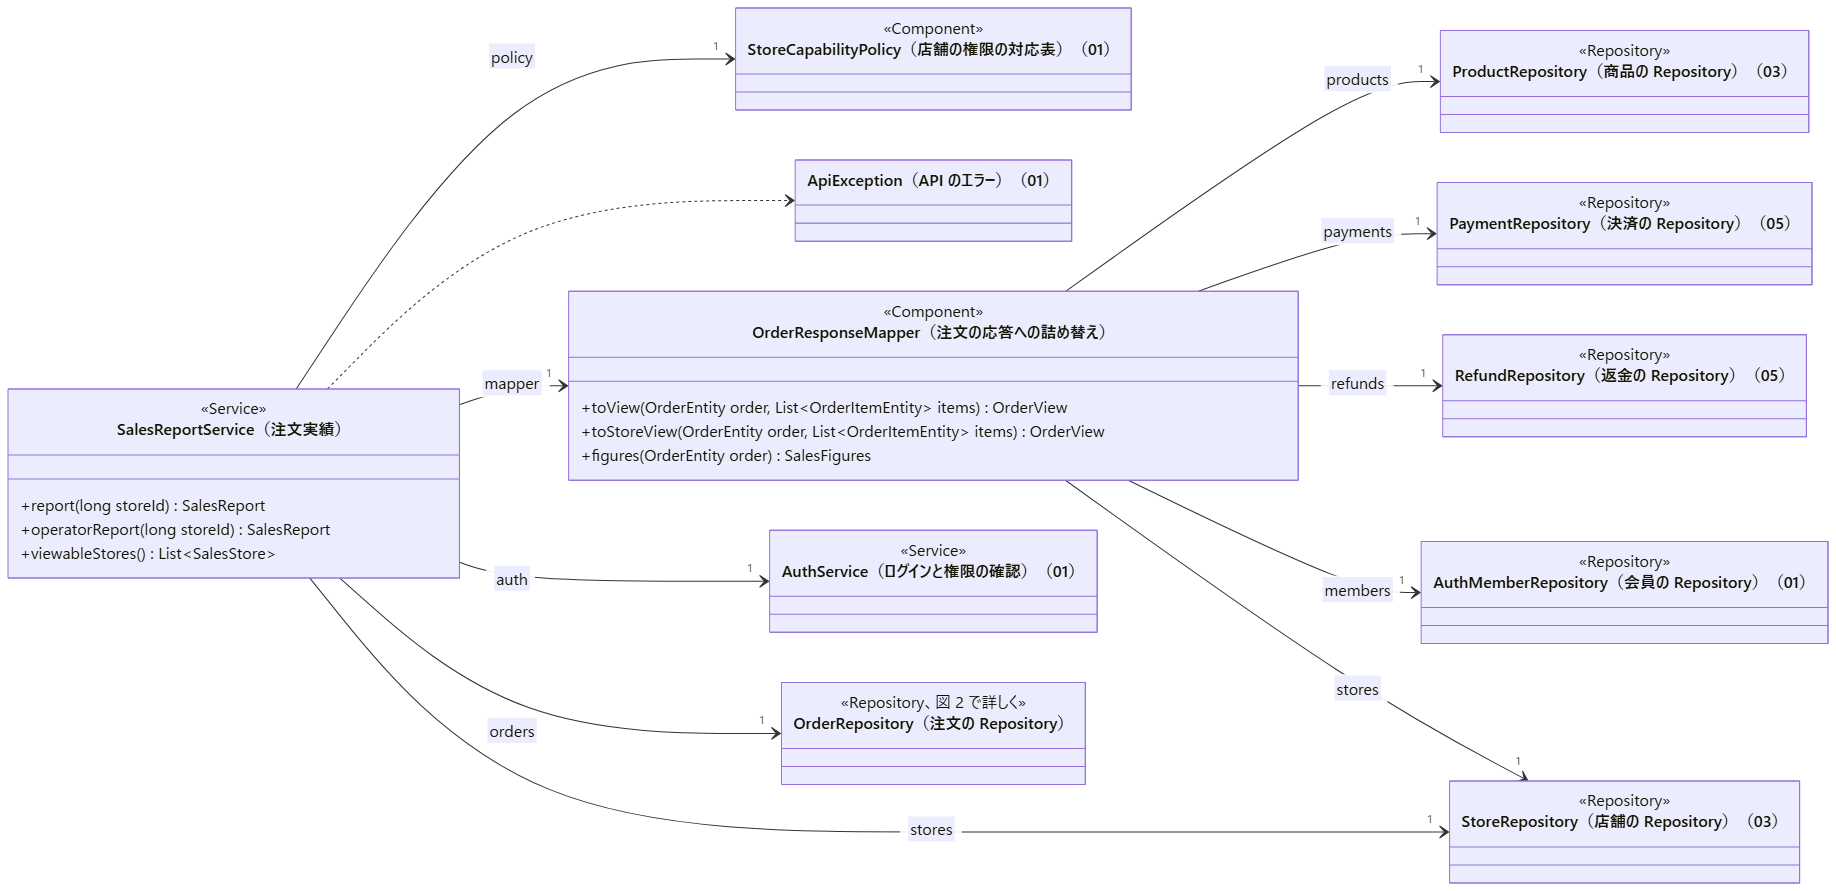 «Component»
StoreCapabilityPolicy（店舗の権限の対応表）（01）
policy
1
ApiException（API のエラー）（01）
«Repository»
ProductRepository（商品の Repository）（03）
products
1
«Repository»
PaymentRepository（決済の Repository）（05）
payments
1
«Component»
OrderResponseMapper（注文の応答への詰め替え）
+toView(OrderEntity order, List<OrderItemEntity> items) : OrderView
+toStoreView(OrderEntity order, List<OrderItemEntity> items) : OrderView
+figures(OrderEntity order) : SalesFigures
mapper
1
«Repository»
RefundRepository（返金の Repository）（05）
refunds
1
«Service»
SalesReportService（注文実績）
+report(long storeId) : SalesReport
+operatorReport(long storeId) : SalesReport
+viewableStores() : List<SalesStore>
auth
1
«Service»
AuthService（ログインと権限の確認）（01）
members
1
«Repository»
AuthMemberRepository（会員の Repository）（01）
stores
1
«Repository、図 2 で詳しく»
OrderRepository（注文の Repository）
orders
1
«Repository»
StoreRepository（店舗の Repository）（03）
stores
1